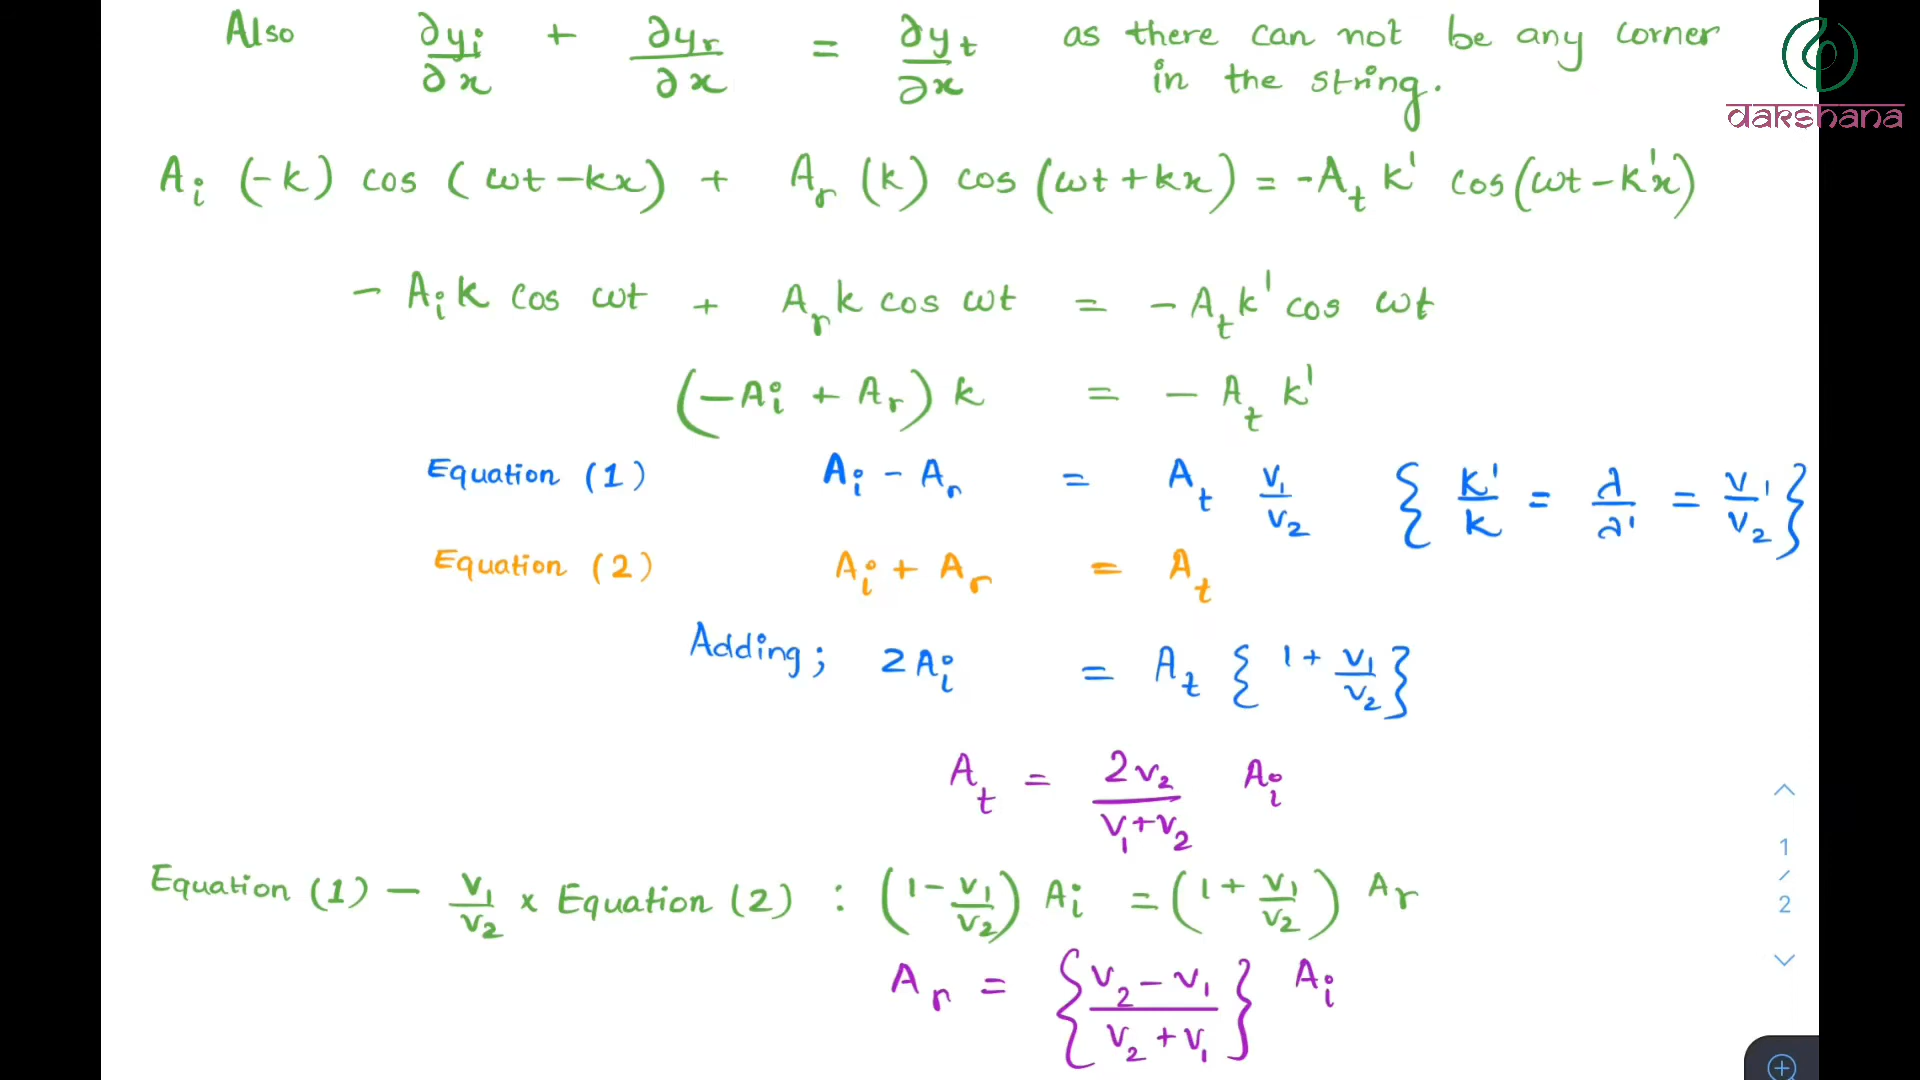 Also ∂yi/∂x + ∂yr/∂x = ∂yt/∂x as there can not be any corner
in the string.
dakshana
Ai (-k) cos (ωt-kx) + Ar (k) cos (ωt+kx) = -At k' cos(ωt-k'x)
- Ai k cos ωt + Ar k cos ωt = - At k' cos ωt
(-Ai + Ar) k = - At k'
Equation (1) Ai - Ar = At v1/v2 { k'/k = λ/λ' = v1/v2 }
Equation (2) Ai + Ar = At
Adding; 2Ai = At { 1 + v1/v2 }
At = 2v2/(v1+v2) Ai
Equation (1) - v1/v2 × Equation (2) : (1 - v1/v2) Ai = (1 + v1/v2) Ar
Ar = { (v2 - v1)/(v2 + v1) } Ai
1
/
2